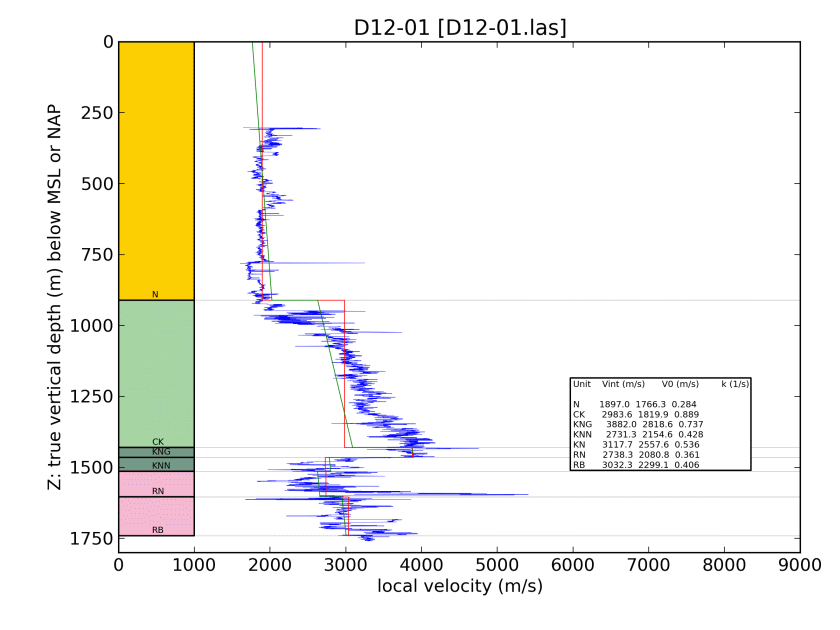 D12-01 [D12-01.las]
Z: true vertical depth (m) below MSL or NAP
0
250
500
750
1000
1250
1500
1750
N
CK
KNG
KNN
RN
RB
Unit Vint (m/s) V0 (m/s) k (1/s)
N 1897.0 1766.3 0.284
CK 2983.6 1819.9 0.889
KNG 3882.0 2818.6 0.737
KNN 2731.3 2154.6 0.428
KN 3117.7 2557.6 0.536
RN 2738.3 2080.8 0.361
RB 3032.3 2299.1 0.406
0 1000 2000 3000 4000 5000 6000 7000 8000 9000
local velocity (m/s)